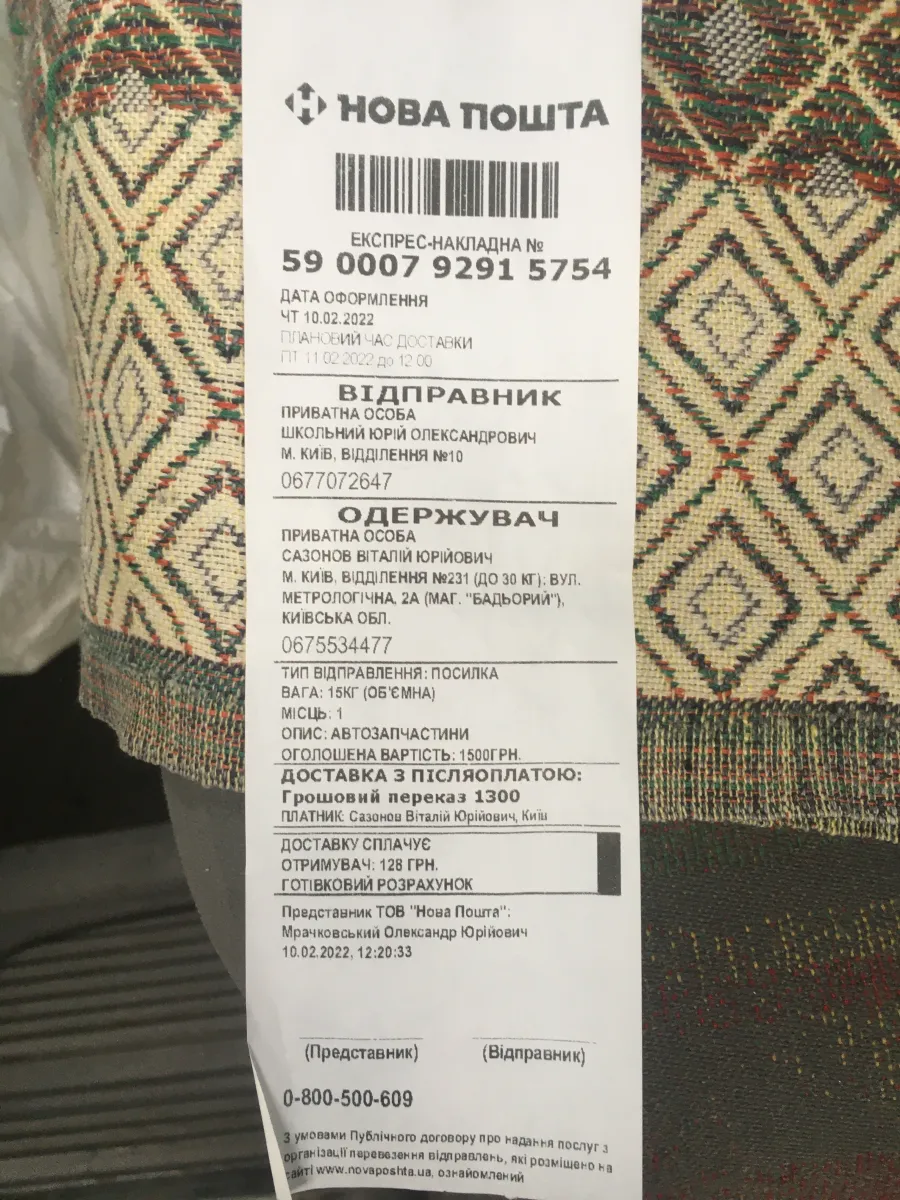 НОВА ПОШТА
ЕКСПРЕС-НАКЛАДНА №
59 0007 9291 5754
ДАТА ОФОРМЛЕННЯ
ЧТ 10.02.2022
ПЛАНОВИЙ ЧАС ДОСТАВКИ
ПТ 11.02.2022 до 12:00
ВІДПРАВНИК
ПРИВАТНА ОСОБА
ШКОЛЬНИЙ ЮРІЙ ОЛЕКСАНДРОВИЧ
М. КИЇВ, ВІДДІЛЕННЯ №10
0677072647
ОДЕРЖУВАЧ
ПРИВАТНА ОСОБА
САЗОНОВ ВІТАЛІЙ ЮРІЙОВИЧ
М. КИЇВ, ВІДДІЛЕННЯ №231 (ДО 30 КГ): ВУЛ.
МЕТРОЛОГІЧНА, 2А (МАГ. "БАДЬОРИЙ"),
КИЇВСЬКА ОБЛ.
0675534477
ТИП ВІДПРАВЛЕННЯ: ПОСИЛКА
ВАГА: 15КГ (ОБ'ЄМНА)
МІСЦЬ: 1
ОПИС: АВТОЗАПЧАСТИНИ
ОГОЛОШЕНА ВАРТІСТЬ: 1500ГРН.
ДОСТАВКА З ПІСЛЯОПЛАТОЮ:
Грошовий переказ 1300
ПЛАТНИК: Сазонов Віталій Юрійович, Київ
ДОСТАВКУ СПЛАЧУЄ
ОТРИМУВАЧ: 128 ГРН.
ГОТІВКОВИЙ РОЗРАХУНОК
Представник ТОВ "Нова Пошта":
Мрачковський Олександр Юрійович
10.02.2022, 12:20:33
(Представник) (Відправник)
0-800-500-609
З умовами Публічного договору про надання послуг з
організації перевезення відправлень, які розміщено на
сайті www.novaposhta.ua, ознайомлений